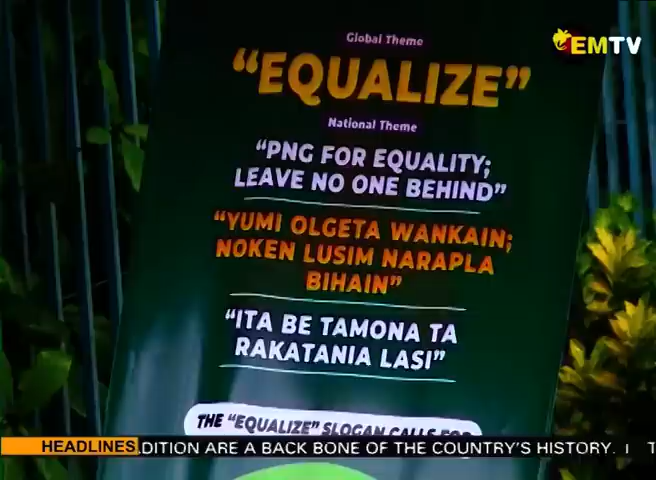 Global Theme
EMTV
"EQUALIZE"
National Theme
"PNG FOR EQUALITY;
LEAVE NO ONE BEHIND"
"YUMI OLGETA WANKAIN;
NOKEN LUSIM NARAPLA
BIHAIN"
"ITA BE TAMONA TA
RAKATANIA LASI"
THE "EQUALIZE" SLOGAN CALLS FOR
HEADLINES DITION ARE A BACK BONE OF THE COUNTRY'S HISTORY. I T